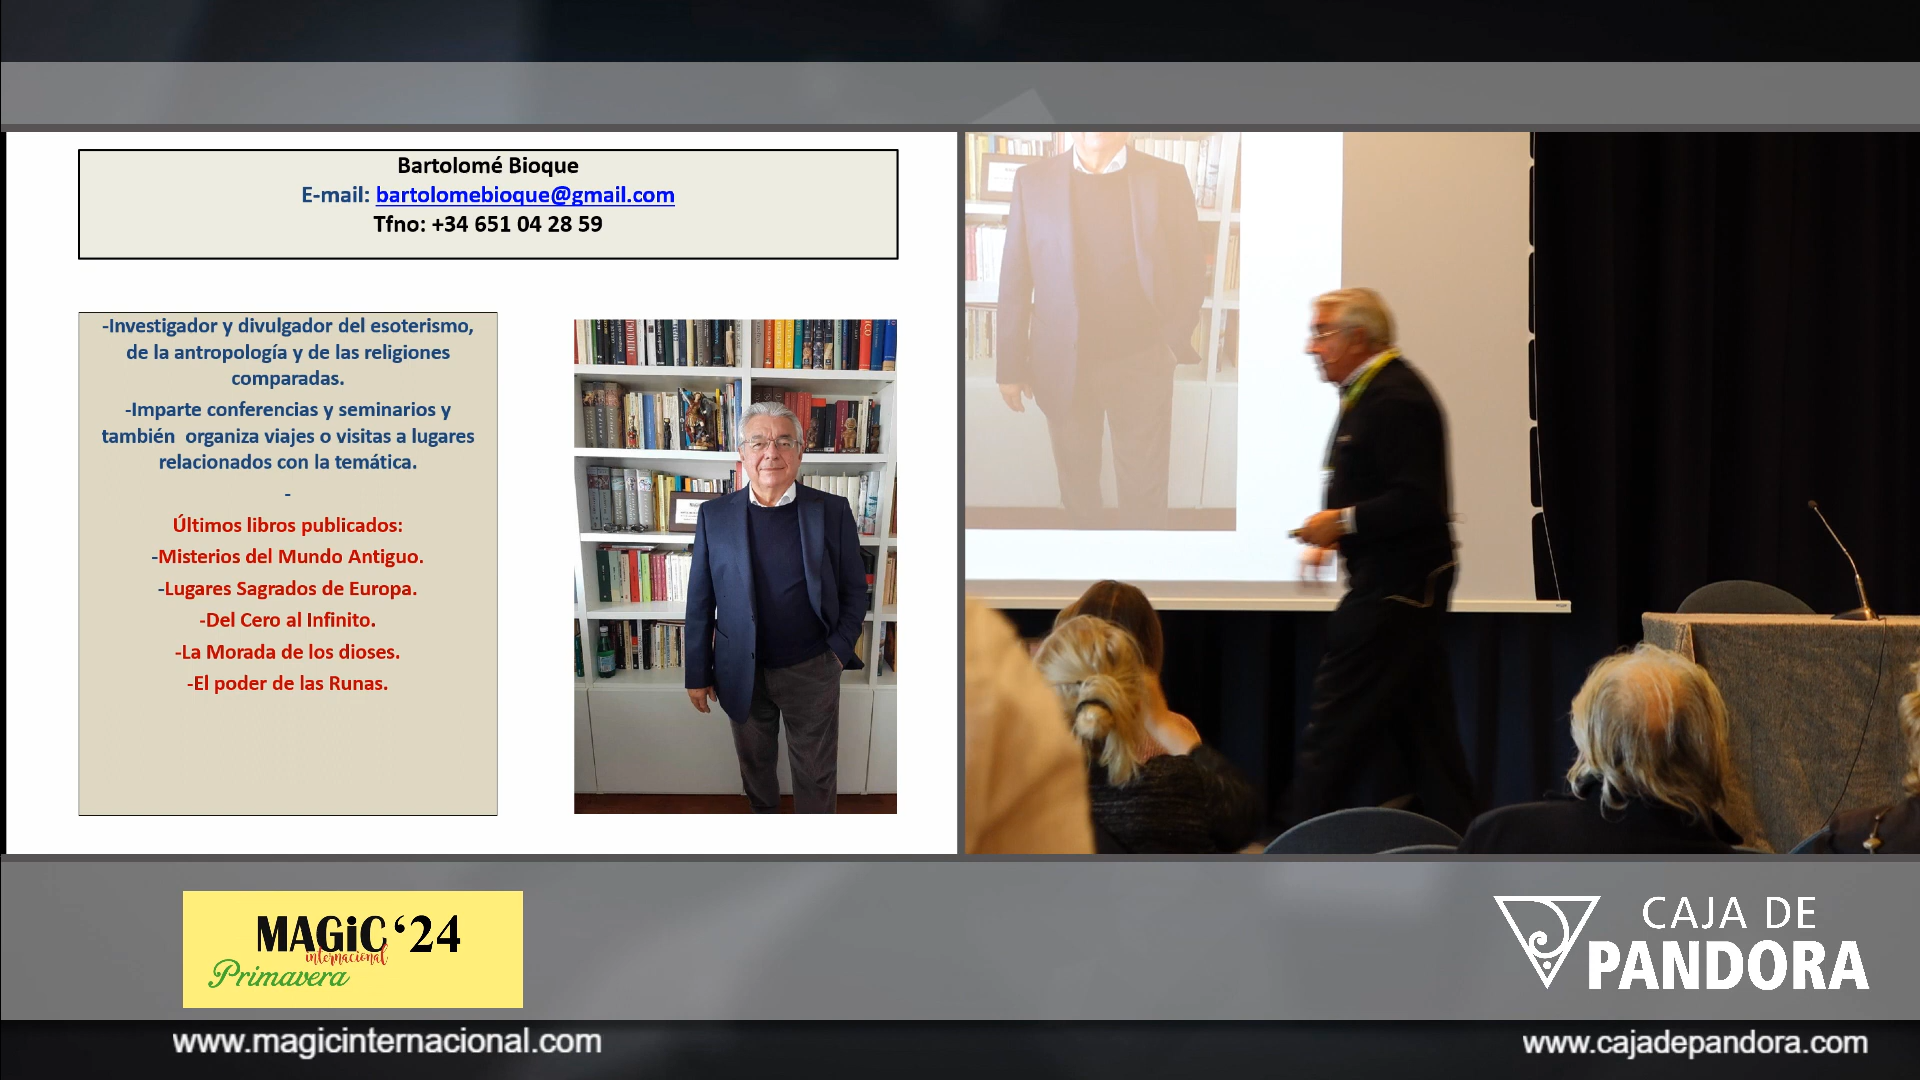 Bartolomé Bioque
E-mail: bartolomebioque@gmail.com
Tfno: +34 651 04 28 59
-Investigador y divulgador del esoterismo,
de la antropología y de las religiones
comparadas.
-Imparte conferencias y seminarios y
también organiza viajes o visitas a lugares
relacionados con la temática.
-
Últimos libros publicados:
-Misterios del Mundo Antiguo.
-Lugares Sagrados de Europa.
-Del Cero al Infinito.
-La Morada de los dioses.
-El poder de las Runas.
MAGiC '24
internacional
Primavera
CAJA DE
PANDORA
www.magicinternacional.com
www.cajadepandora.com